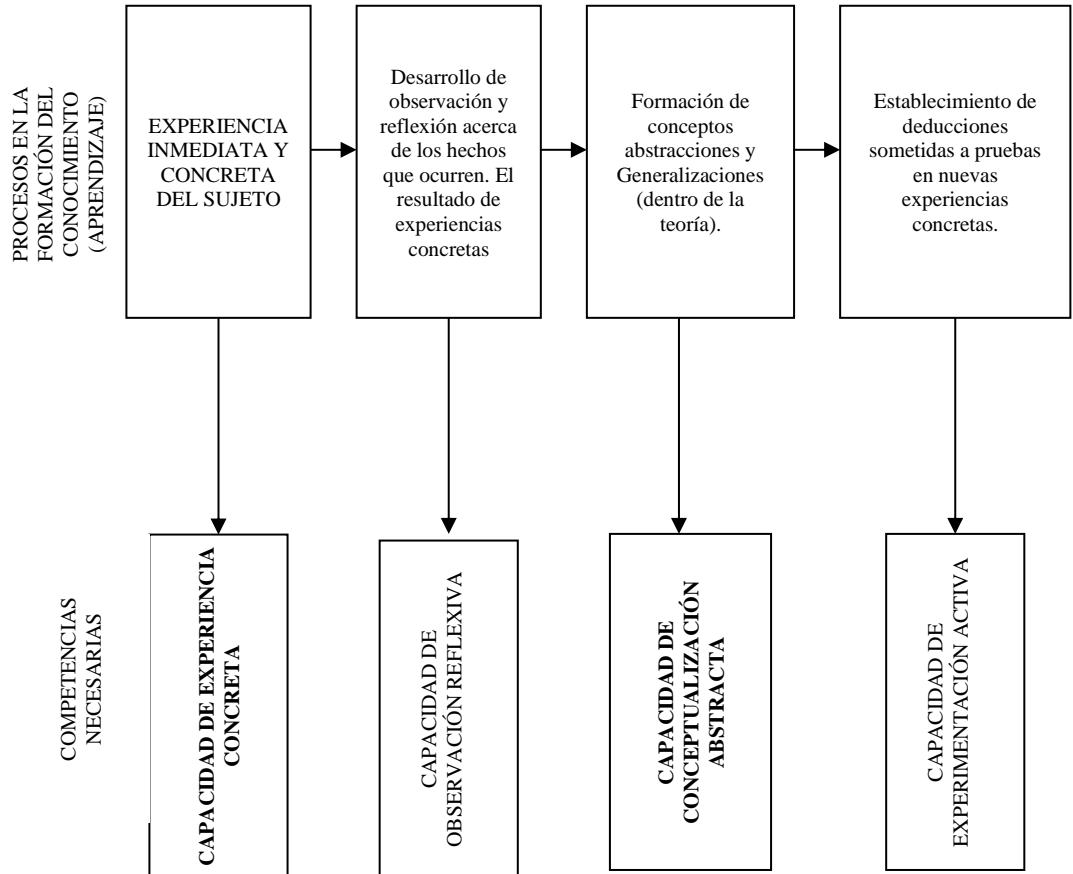 PROCESOS EN LA
FORMACIÓN DEL
CONOCIMIENTO
(APRENDIZAJE)
EXPERIENCIA
INMEDIATA Y
CONCRETA
DEL SUJETO
Desarrollo de
observación y
reflexión acerca
de los hechos
que ocurren. El
resultado de
experiencias
concretas
Formación de
conceptos
abstracciones y
Generalizaciones
(dentro de la
teoría).
Establecimiento de
deducciones
sometidas a pruebas
en nuevas
experiencias
concretas.
COMPETENCIAS
NECESARIAS
CAPACIDAD DE EXPERIENCIA
CONCRETA
CAPACIDAD DE
OBSERVACIÓN REFLEXIVA
CAPACIDAD DE
CONCEPTUALIZACIÓN
ABSTRACTA
CAPACIDAD DE
EXPERIMENTACIÓN ACTIVA